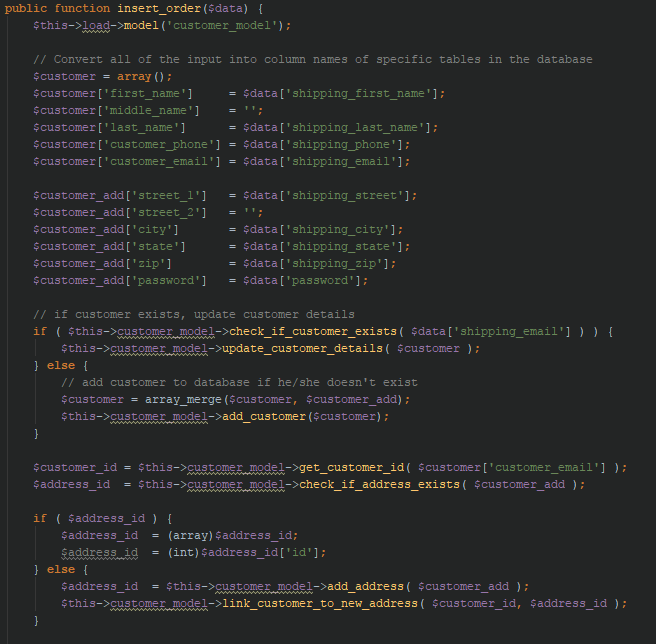 public function insert_order($data) {
$this->load->model('customer_model');
// Convert all of the input into column names of specific tables in the database
$customer = array();
$customer['first_name'] = $data['shipping_first_name'];
$customer['middle_name'] = '';
$customer['last_name'] = $data['shipping_last_name'];
$customer['customer_phone'] = $data['shipping_phone'];
$customer['customer_email'] = $data['shipping_email'];
$customer_add['street_1'] = $data['shipping_street'];
$customer_add['street_2'] = '';
$customer_add['city'] = $data['shipping_city'];
$customer_add['state'] = $data['shipping_state'];
$customer_add['zip'] = $data['shipping_zip'];
$customer_add['password'] = $data['password'];
// if customer exists, update customer details
if ( $this->customer_model->check_if_customer_exists( $data['shipping_email'] ) ) {
$this->customer_model->update_customer_details( $customer );
} else {
// add customer to database if he/she doesn't exist
$customer = array_merge($customer, $customer_add);
$this->customer_model->add_customer($customer);
}
$customer_id = $this->customer_model->get_customer_id( $customer['customer_email'] );
$address_id = $this->customer_model->check_if_address_exists( $customer_add );
if ( $address_id ) {
$address_id = (array)$address_id;
$address_id = (int)$address_id['id'];
} else {
$address_id = $this->customer_model->add_address( $customer_add );
$this->customer_model->link_customer_to_new_address( $customer_id, $address_id );
}